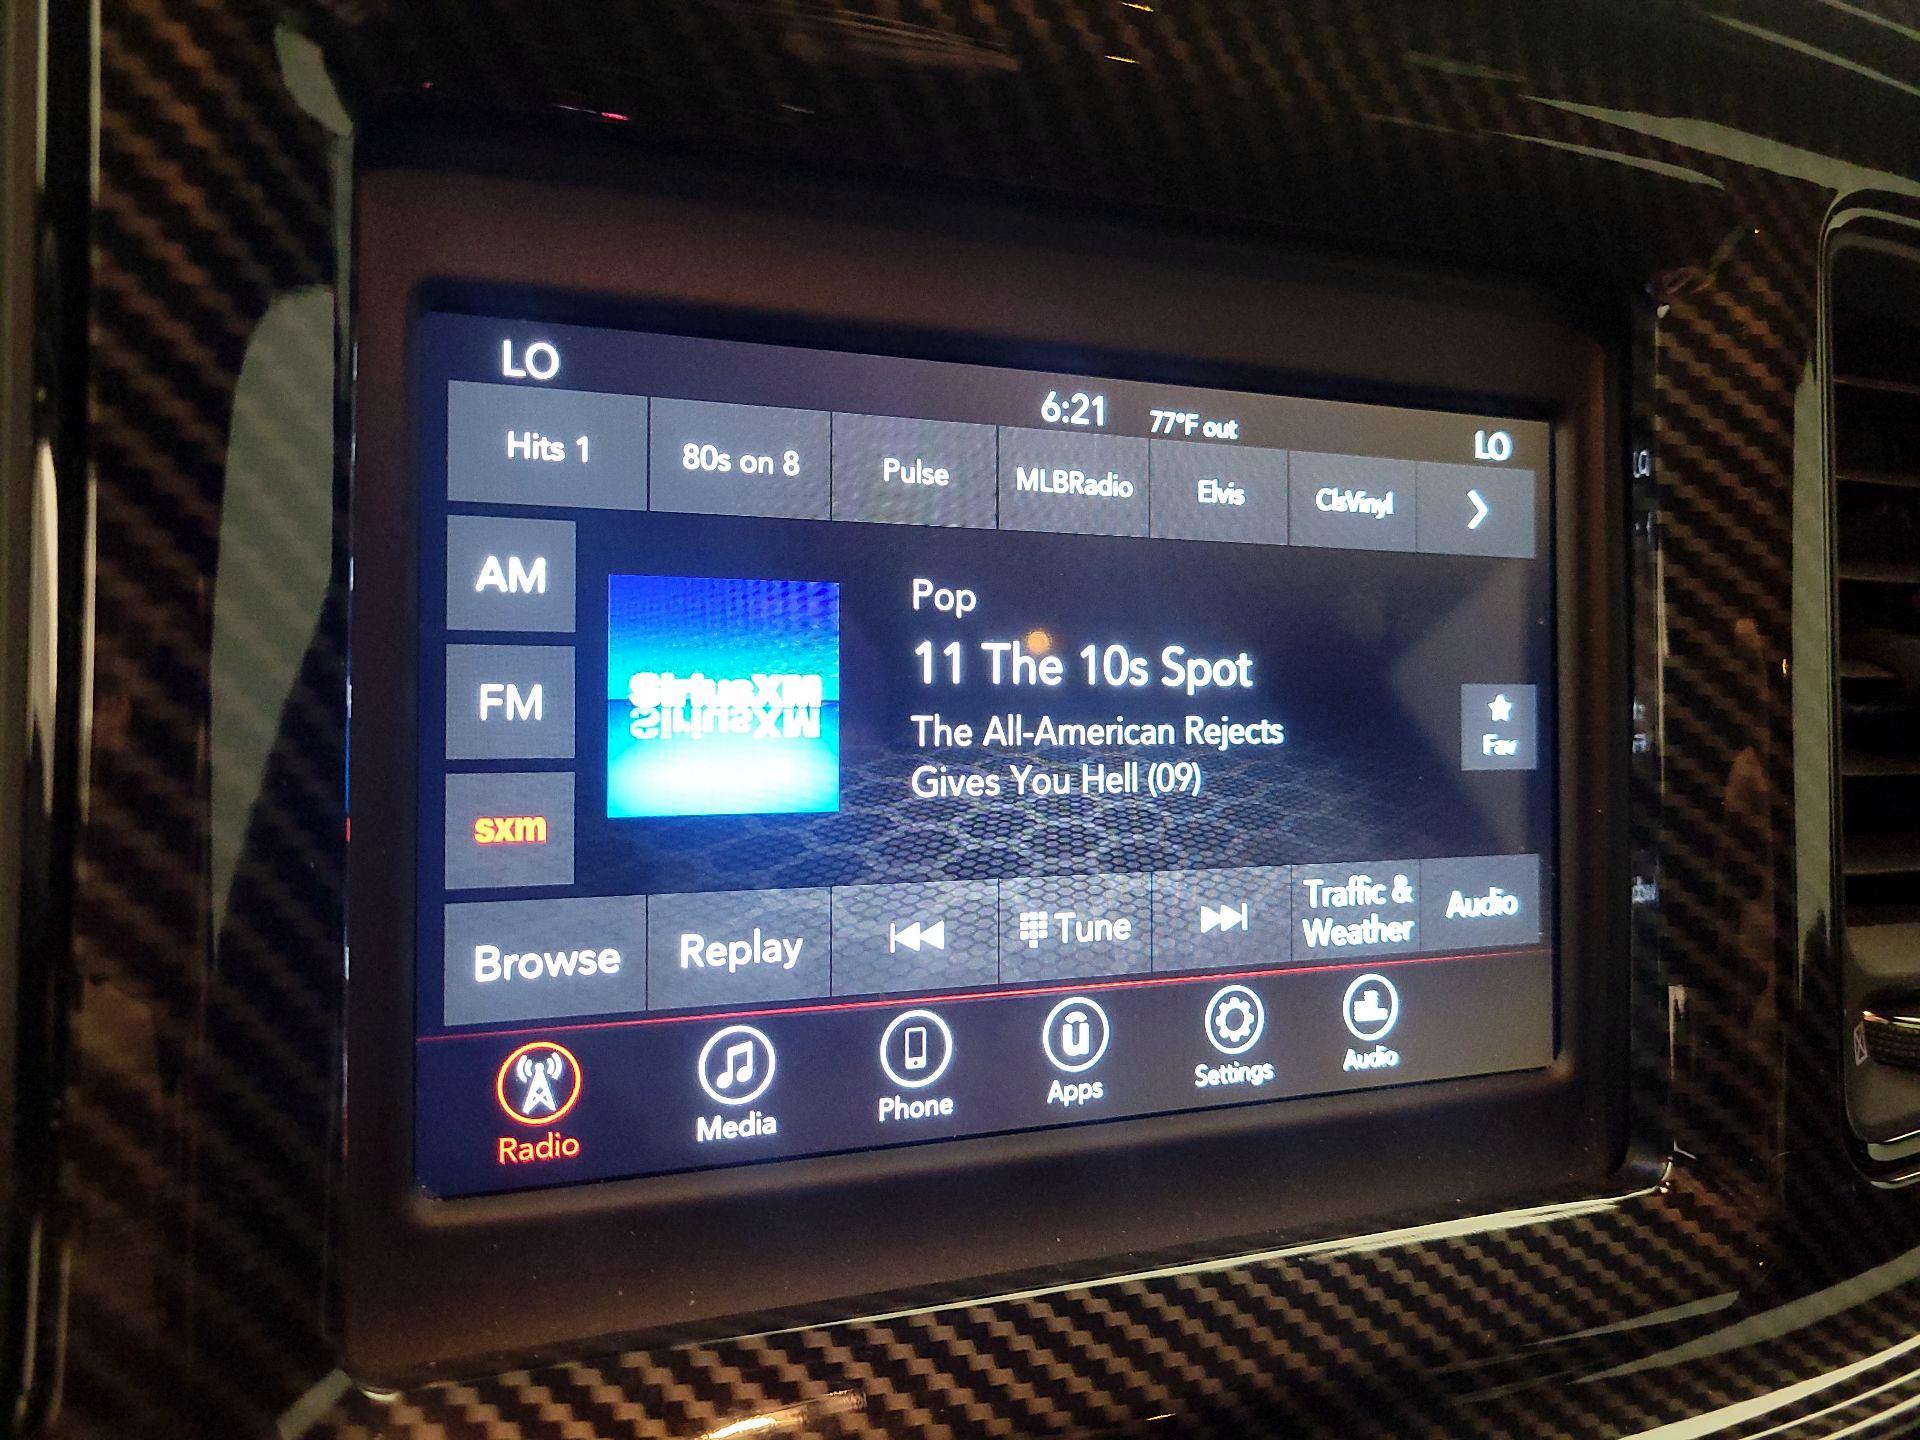 LO
6:21 77°F out
LO
Hits 1
80s on 8
Pulse
MLBRadio
Elvis
ClsVinyl
AM
FM
sxm
SiriusXM
Pop
11 The 10s Spot
The All-American Rejects
Gives You Hell (09)
Fav
Browse
Replay
Tune
Traffic &
Weather
Audio
Radio
Media
Phone
Apps
Settings
Audio